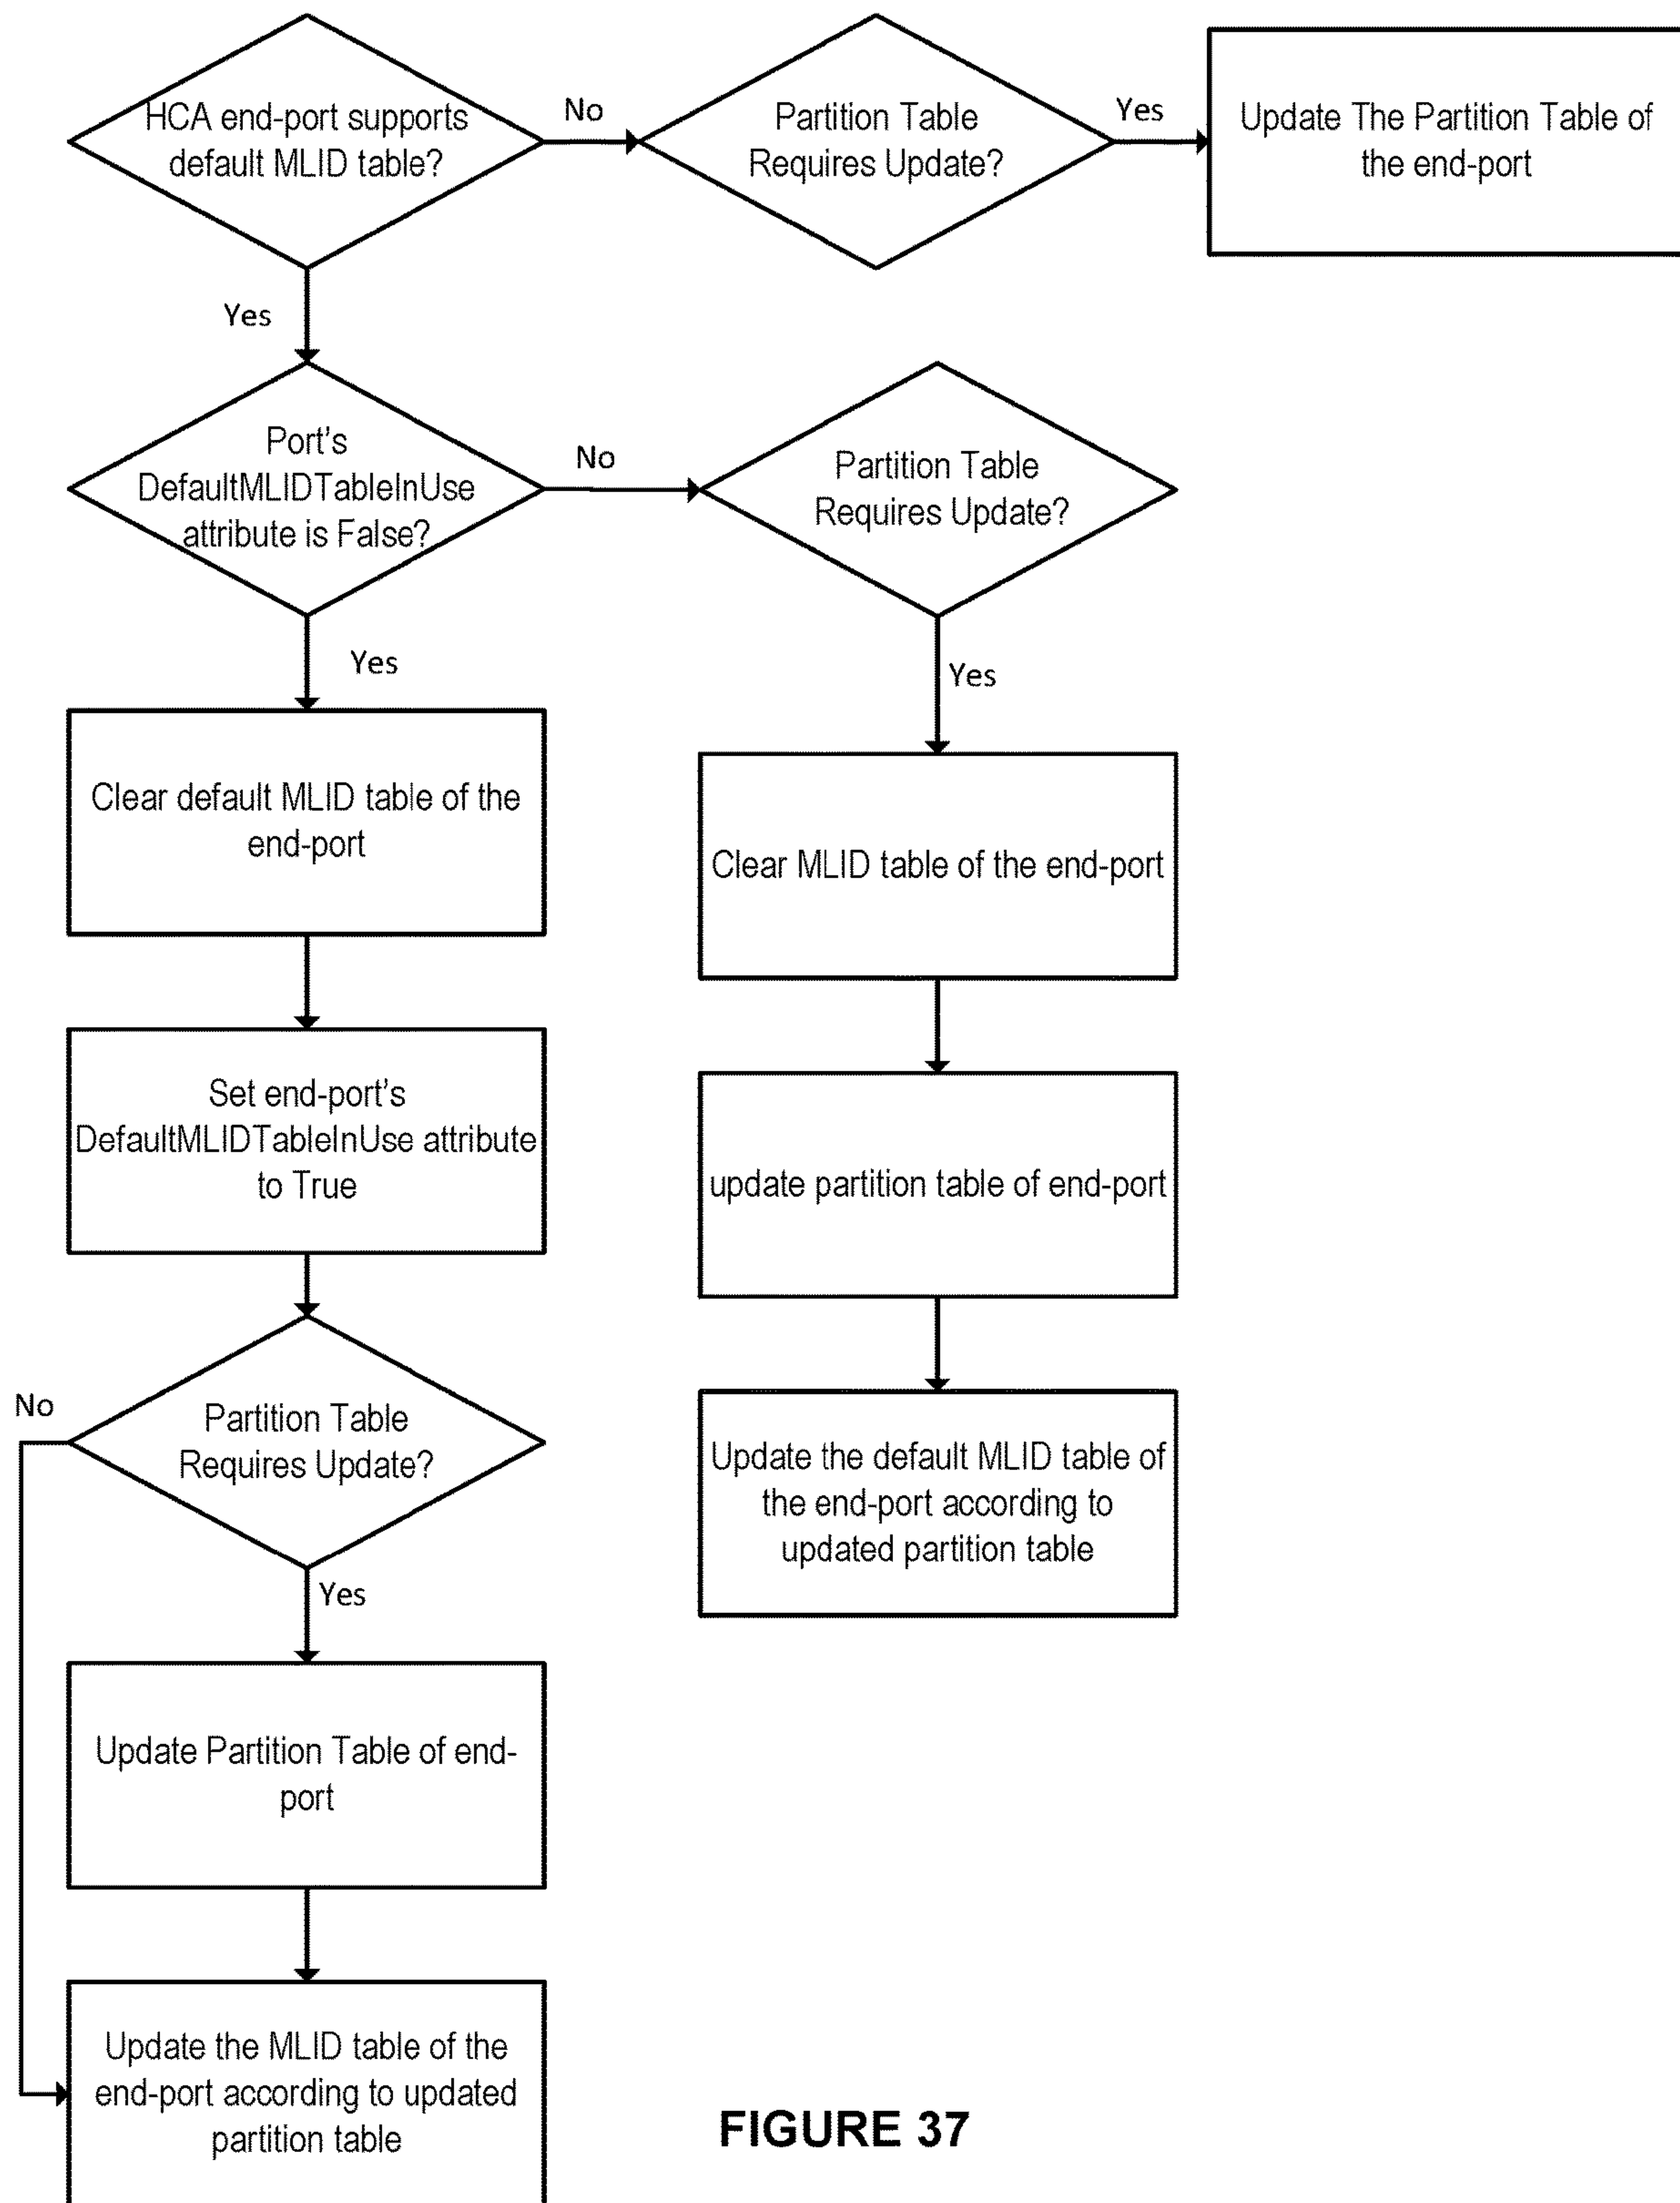 HCA end-port supports
default MLID table?
No
Partition Table
Requires Update?
Yes
Update The Partition Table of
the end-port
Yes
Port's
DefaultMLIDTableInUse
attribute is False?
No
Partition Table
Requires Update?
Yes
Yes
Clear default MLID table of the
end-port
Clear MLID table of the end-port
Set end-port's
DefaultMLIDTableInUse attribute
to True
update partition table of end-port
No
Partition Table
Requires Update?
Update the default MLID table of
the end-port according to
updated partition table
Yes
Update Partition Table of end-
port
Update the MLID table of the
end-port according to updated
partition table
FIGURE 37